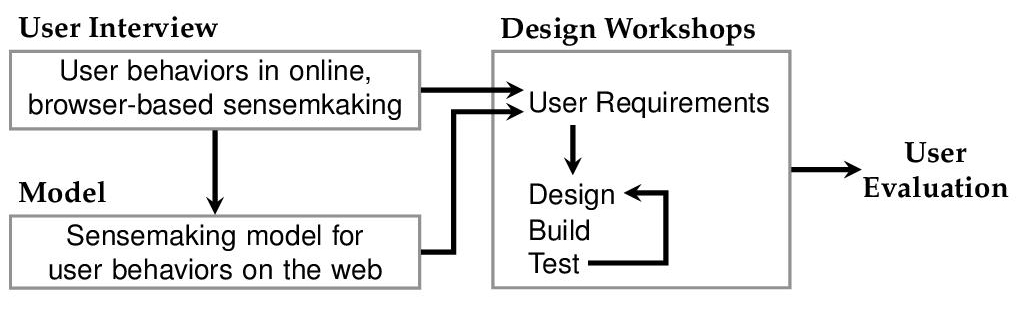 User Interview
User behaviors in online,
browser-based sensemkaking
Model
Sensemaking model for
user behaviors on the web
Design Workshops
User Requirements
Design
Build
Test
User
Evaluation